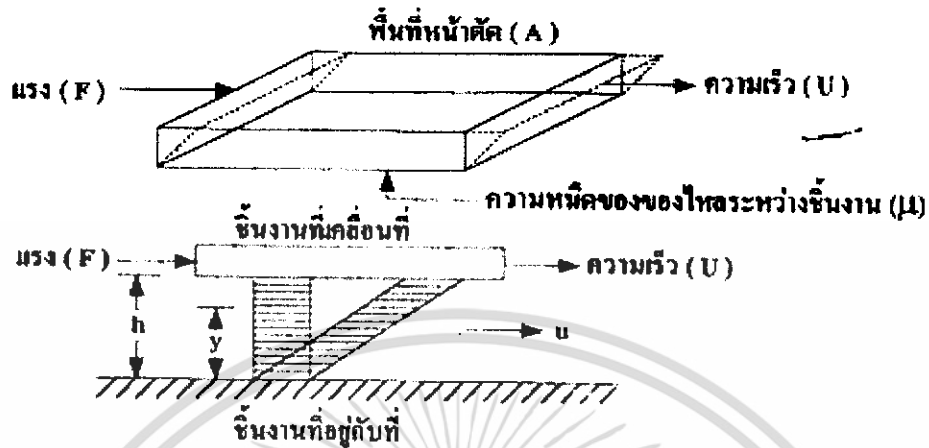 พื้นที่หน้าตัด ( A )
แรง ( F )
ความเร็ว ( U )
ความหนืดของของไหลระหว่างชิ้นงาน (μ)
ชิ้นงานที่เคลื่อนที่
แรง ( F )
ความเร็ว ( U )
h
y
u
ชิ้นงานที่อยู่กับที่